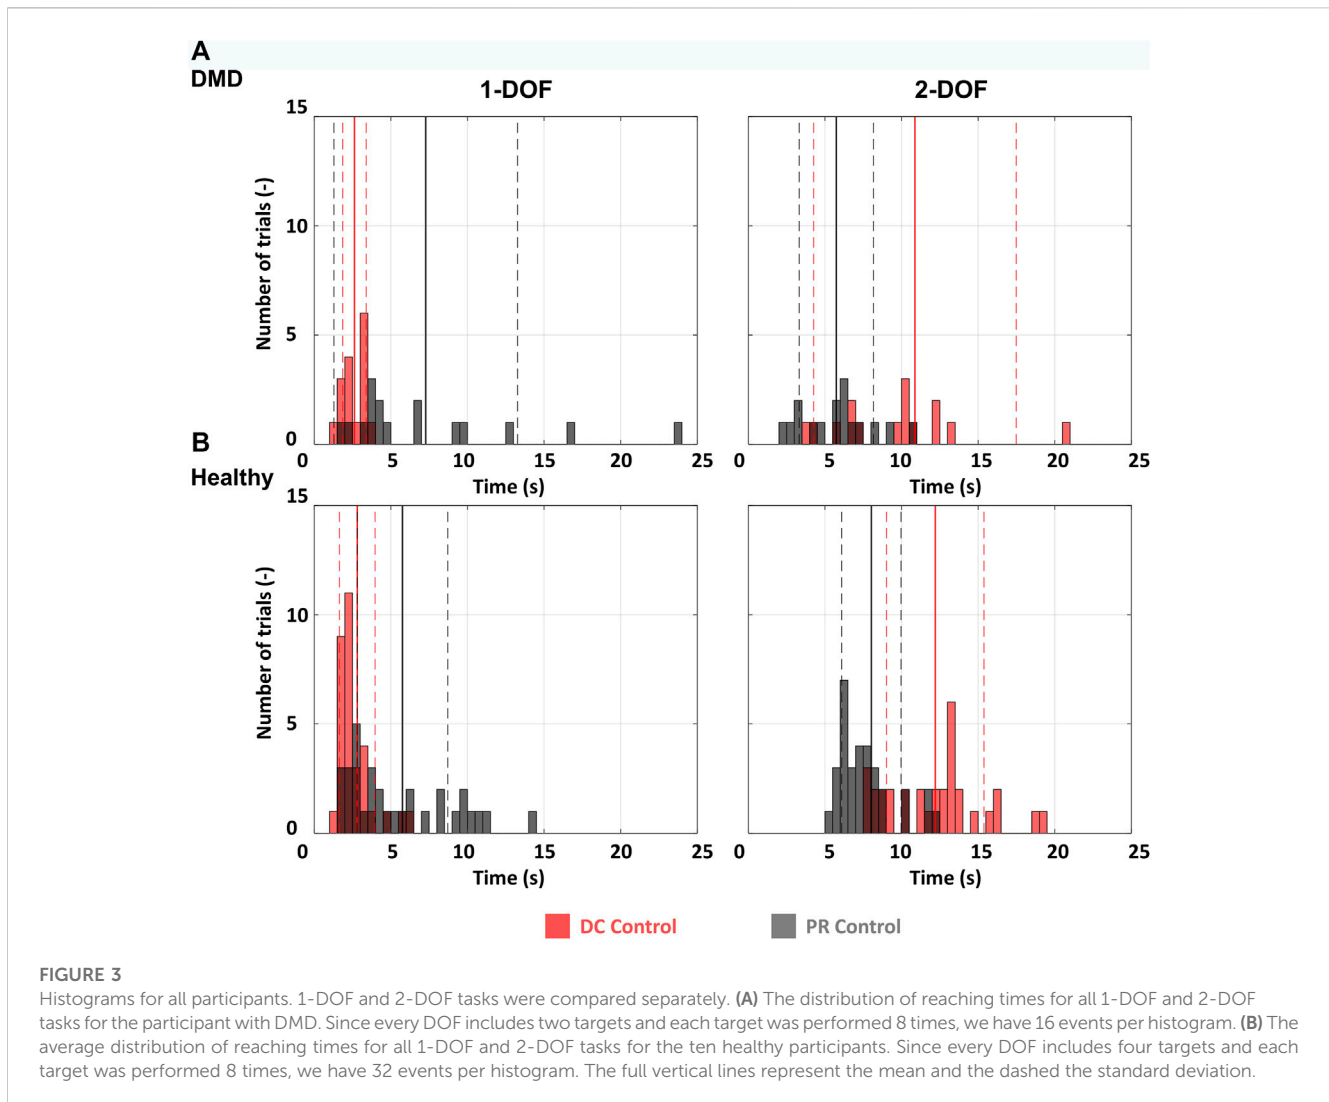 A
DMD
1-DOF
2-DOF
15
10
5
0
Number of trials (-)
0 5 10 15 20 25
Time (s)
0 5 10 15 20 25
Time (s)
B
Healthy
15
10
5
0
Number of trials (-)
0 5 10 15 20 25
Time (s)
0 5 10 15 20 25
Time (s)
DC Control
PR Control
FIGURE 3
Histograms for all participants. 1-DOF and 2-DOF tasks were compared separately. (A) The distribution of reaching times for all 1-DOF and 2-DOF
tasks for the participant with DMD. Since every DOF includes two targets and each target was performed 8 times, we have 16 events per histogram. (B) The
average distribution of reaching times for all 1-DOF and 2-DOF tasks for the ten healthy participants. Since every DOF includes four targets and each
target was performed 8 times, we have 32 events per histogram. The full vertical lines represent the mean and the dashed the standard deviation.